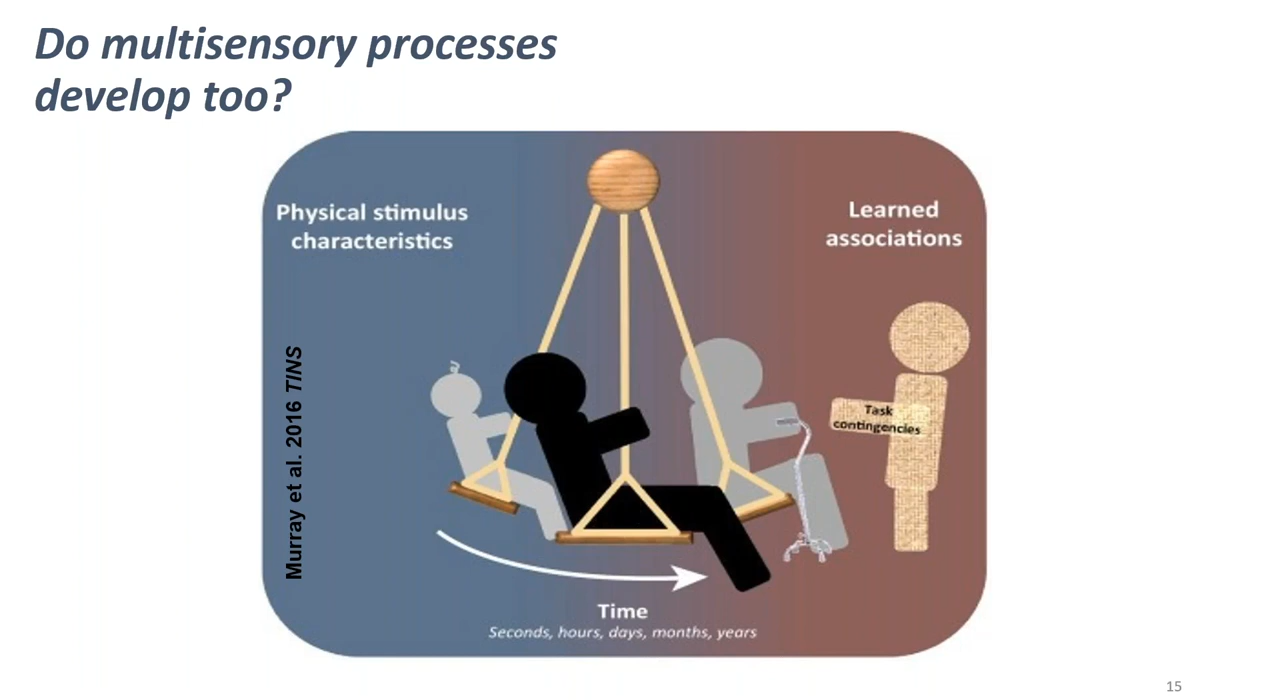 Do multisensory processes
develop too?
Physical stimulus
characteristics
Learned
associations
Murray et al. 2016 TINS
Task
contingencies
Time
Seconds, hours, days, months, years
15